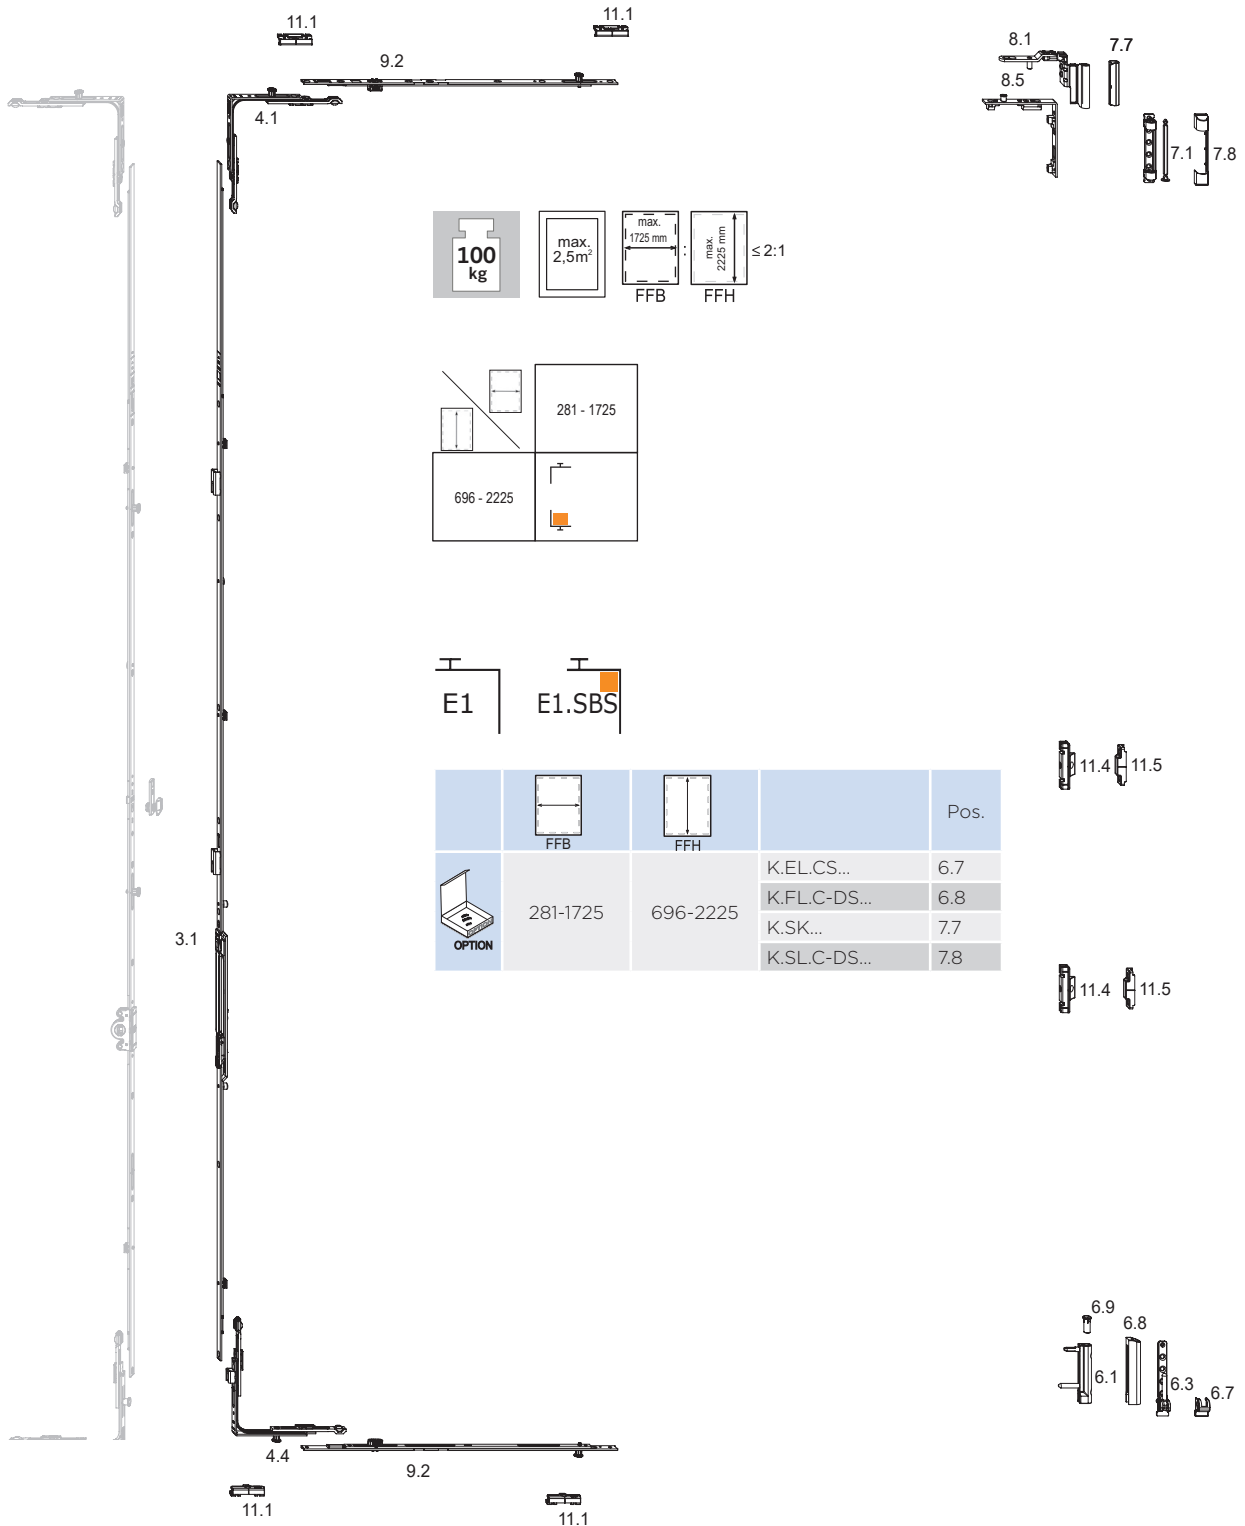 11.1
11.1
9.2
4.1
8.1
7.7
8.5
7.1
7.8
100
kg
max.
2,5m²
max.
1725 mm
FFB
:
max.
2225 mm
FFH
≤ 2:1
281 - 1725
696 - 2225
E1
E1.SBS
FFB
FFH
Pos.
OPTION
281-1725
696-2225
K.EL.CS...
6.7
K.FL.C-DS...
6.8
K.SK...
7.7
K.SL.C-DS...
7.8
11.4
11.5
3.1
11.4
11.5
6.9
6.8
6.1
6.3
6.7
4.4
9.2
11.1
11.1